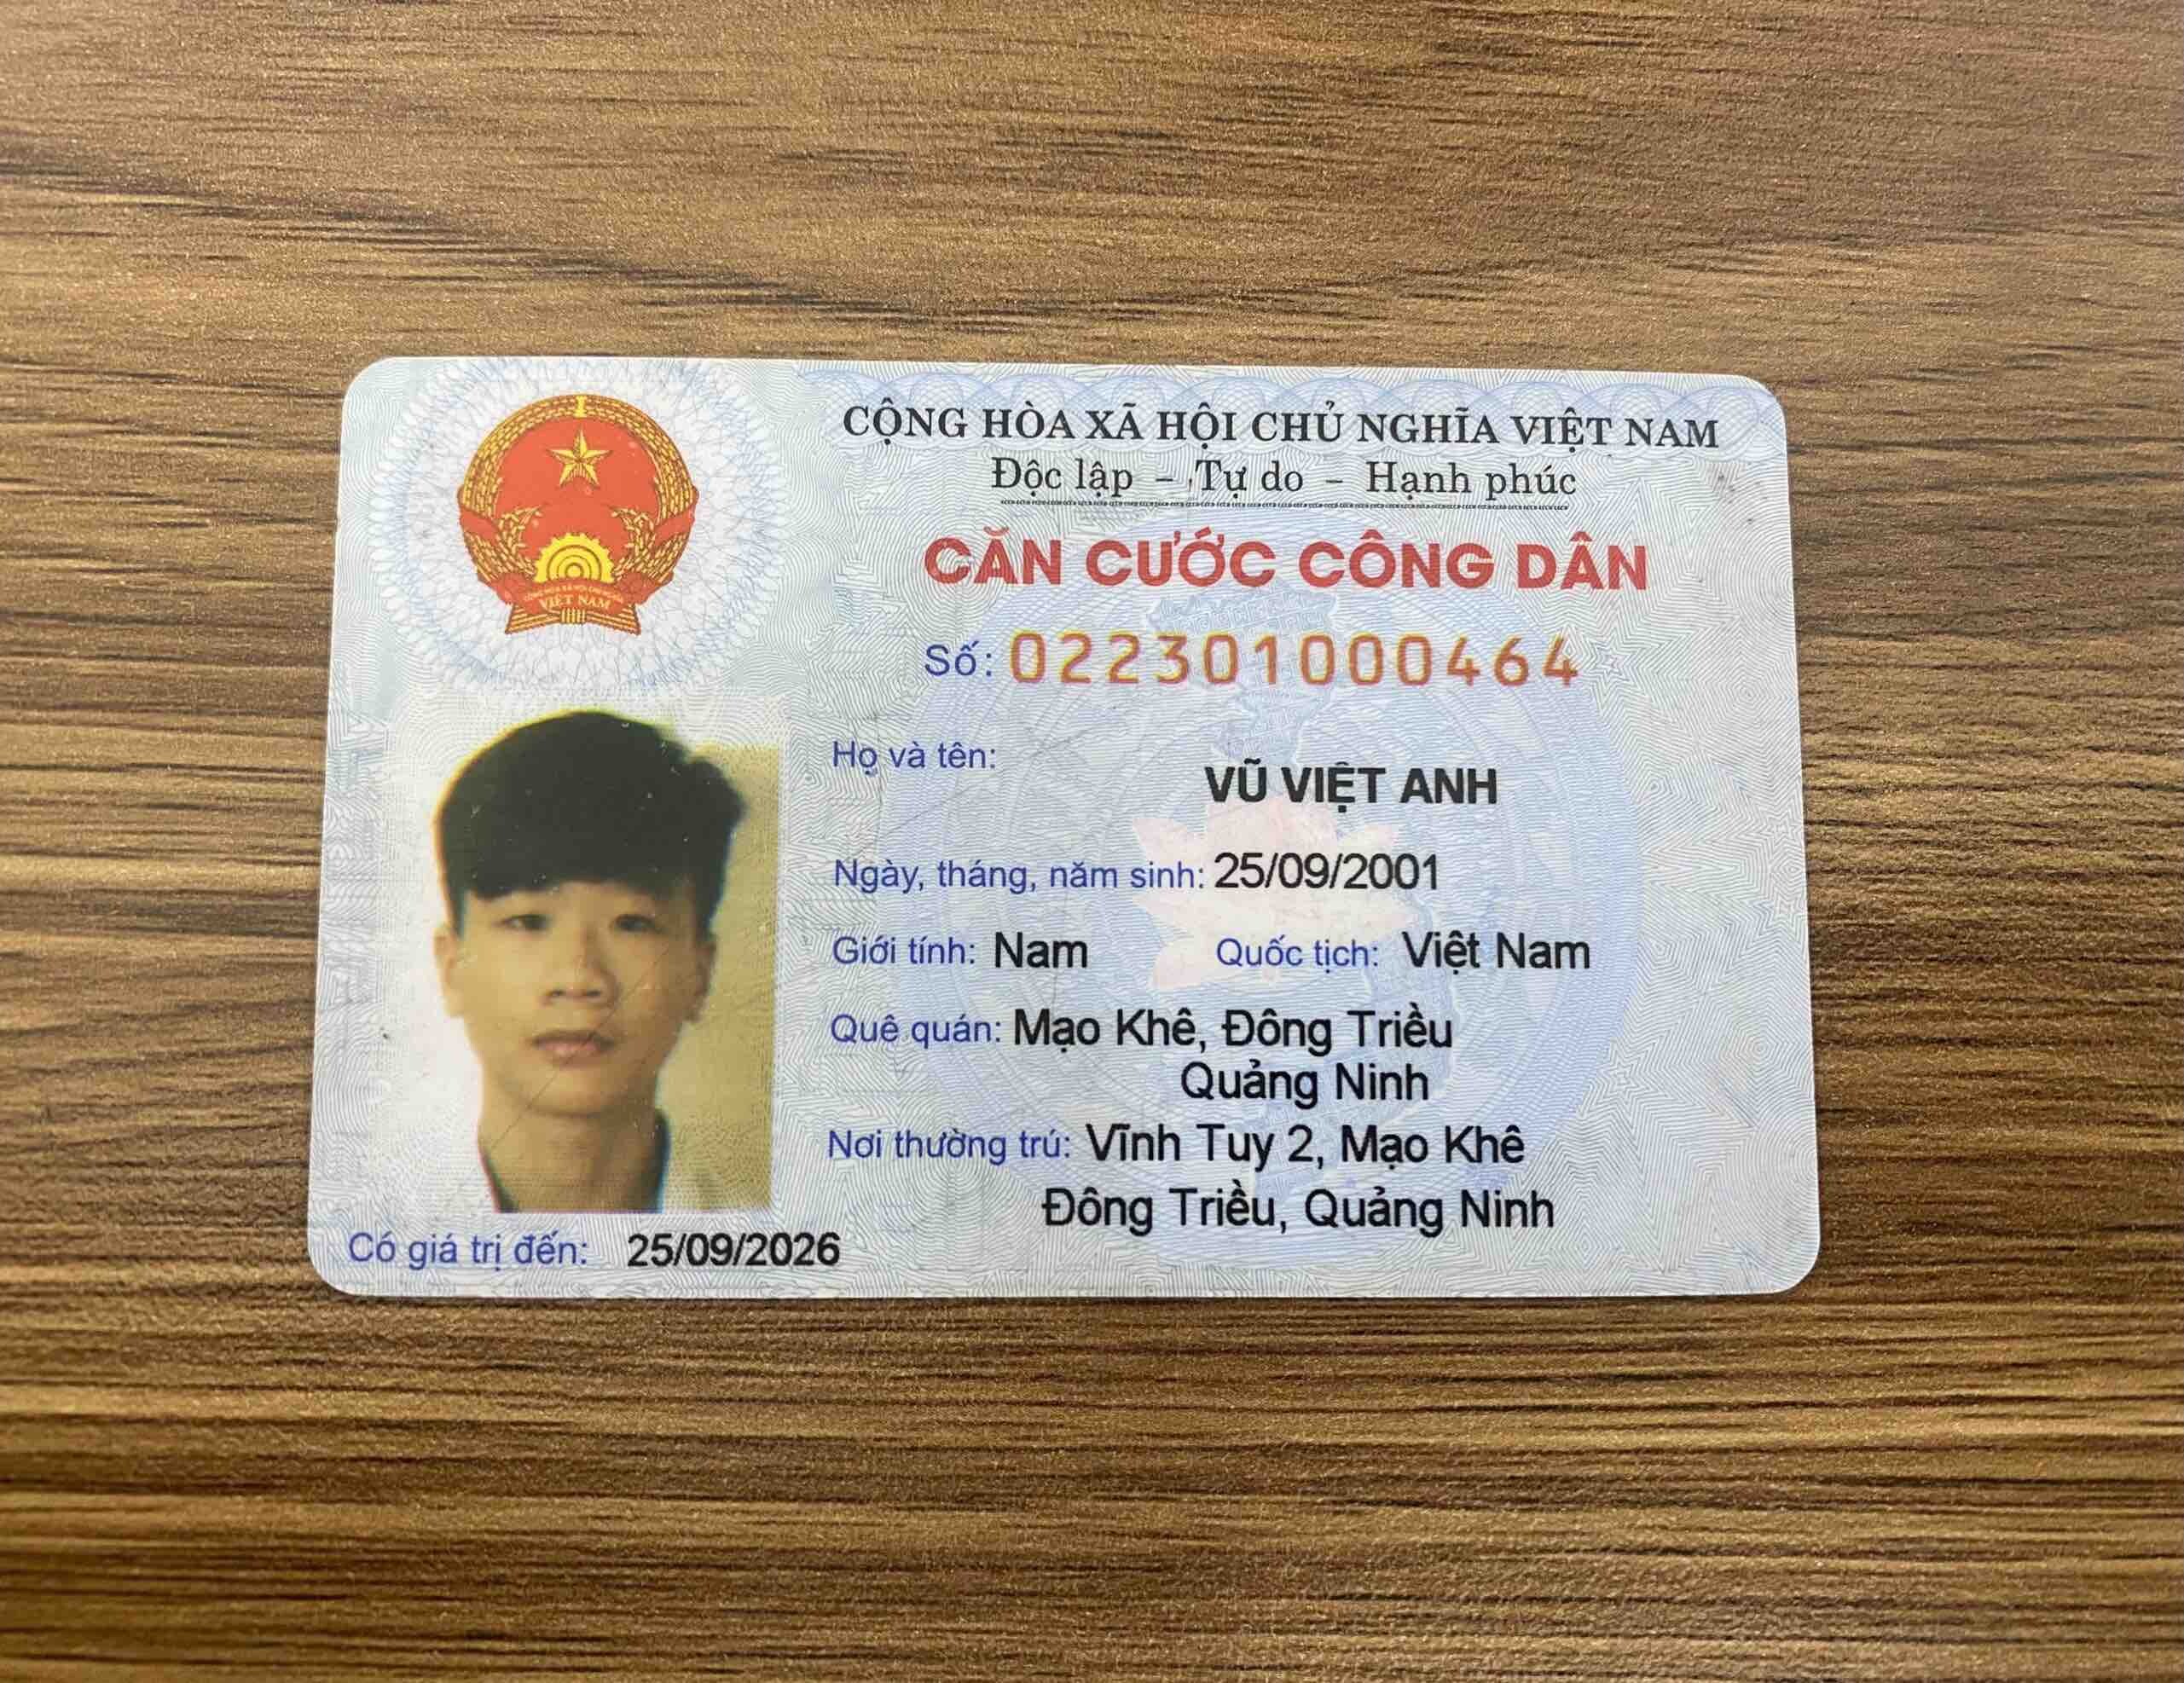 CỘNG HÒA XÃ HỘI CHỦ NGHĨA VIỆT NAM
Độc lập - Tự do - Hạnh phúc
CĂN CƯỚC CÔNG DÂN
Số: 022301000464
Họ và tên:
VŨ VIỆT ANH
Ngày, tháng, năm sinh: 25/09/2001
Giới tính: Nam Quốc tịch: Việt Nam
Quê quán: Mạo Khê, Đông Triều
Quảng Ninh
Nơi thường trú: Vĩnh Tuy 2, Mạo Khê
Đông Triều, Quảng Ninh
Có giá trị đến: 25/09/2026
VIỆT NAM